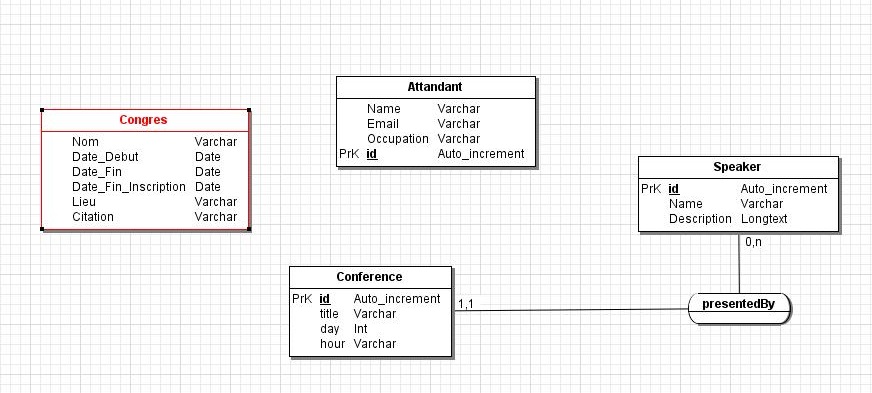 Congres
Nom Varchar
Date_Debut Date
Date_Fin Date
Date_Fin_Inscription Date
Lieu Varchar
Citation Varchar
Attandant
Name Varchar
Email Varchar
Occupation Varchar
PrK id Auto_increment
Speaker
PrK id Auto_increment
Name Varchar
Description Longtext
0,n
presentedBy
Conference
PrK id Auto_increment
title Varchar
day Int
hour Varchar
1,1